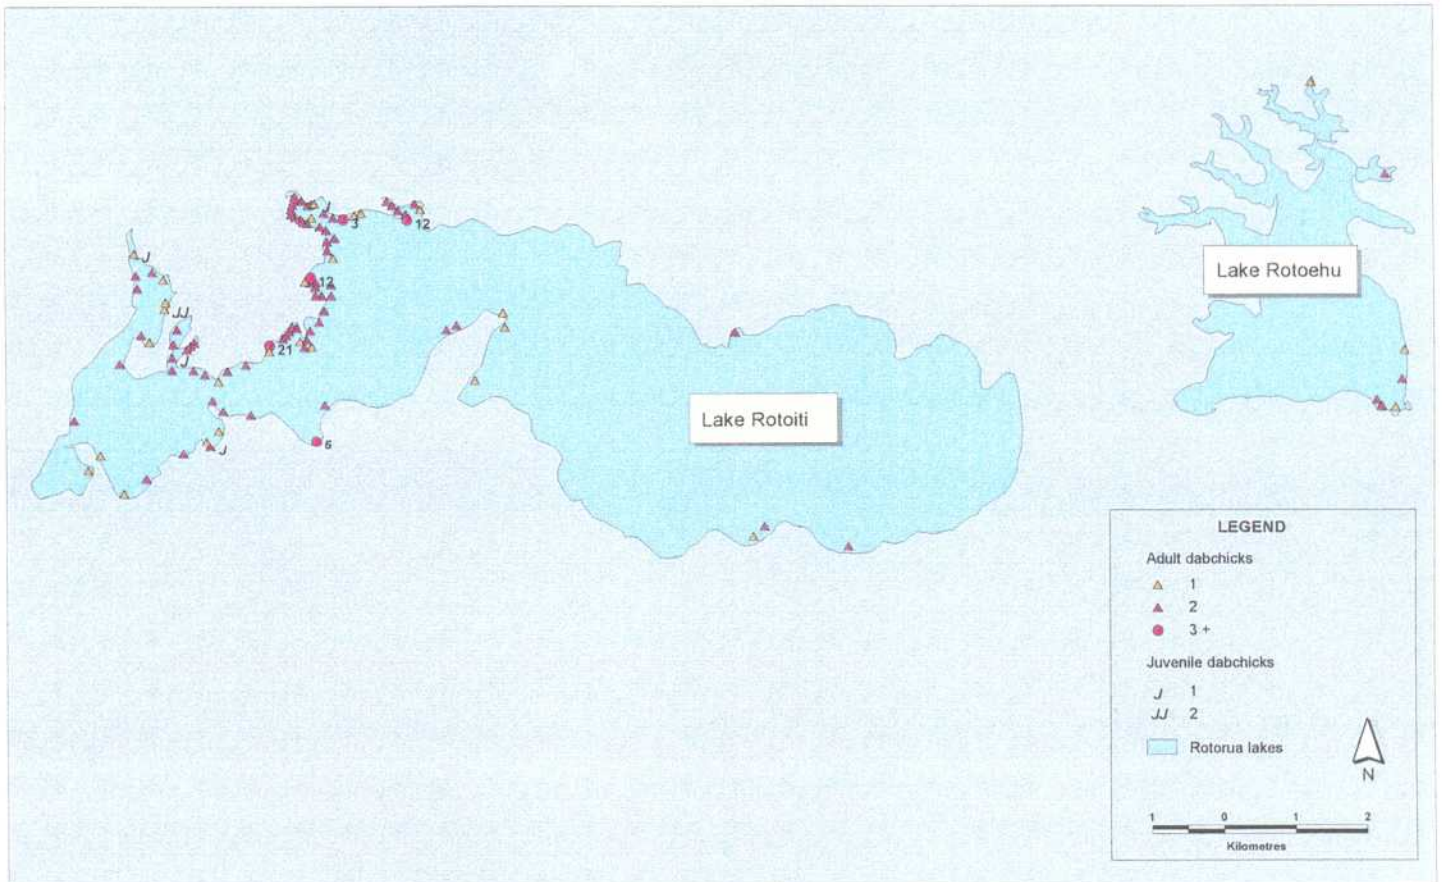 J
3
12
J
12
JJ
21
J
6
J
Lake Rotoehu
Lake Rotoiti
LEGEND
Adult dabchicks
1
2
3 +
Juvenile dabchicks
J 1
JJ 2
Rotorua lakes
N
1 0 1 2
Kilometres